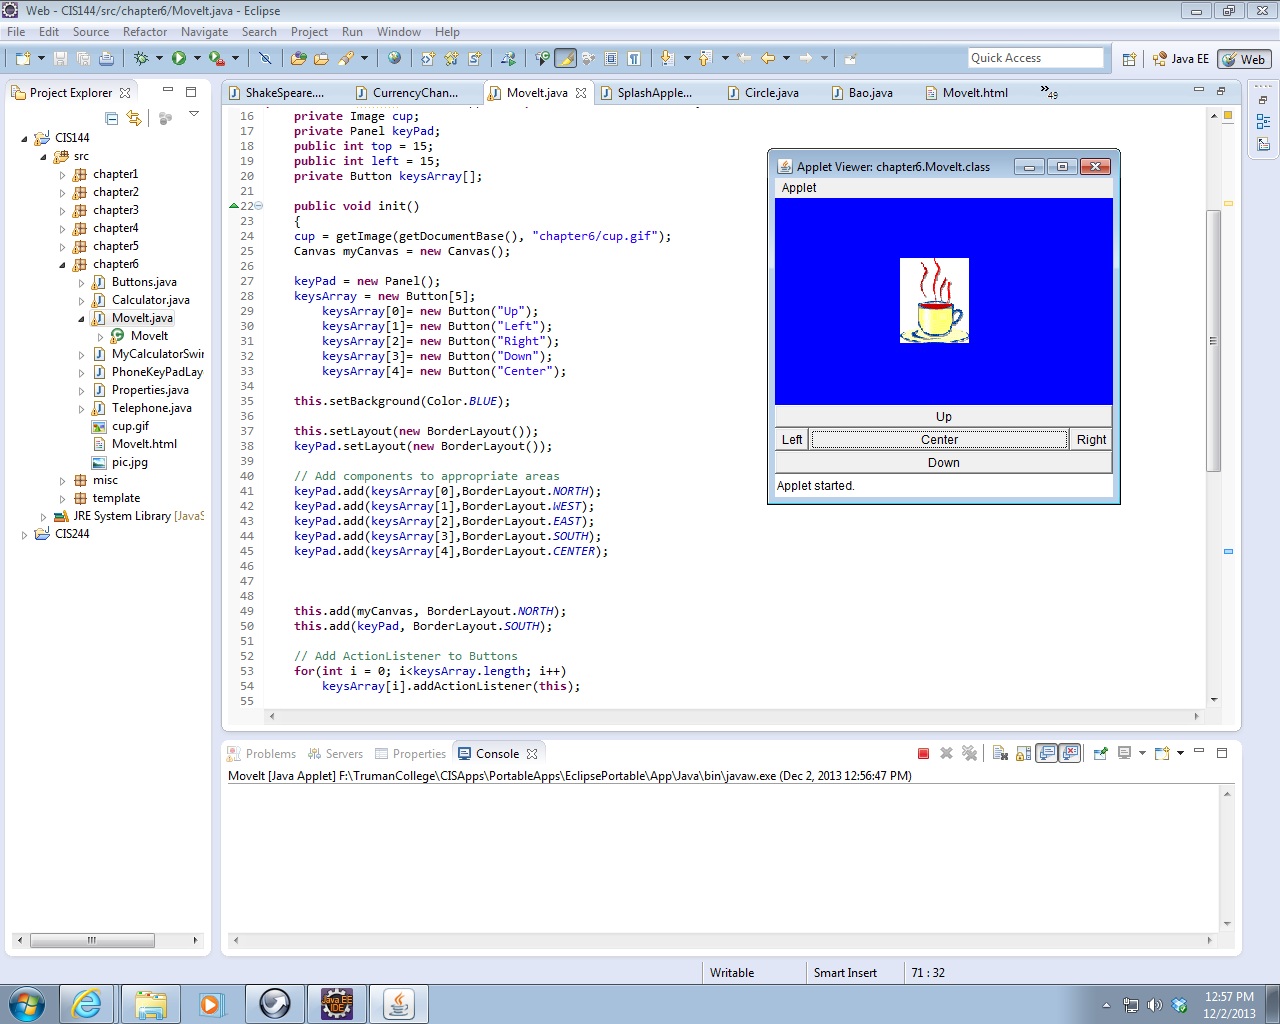 Web - CIS144/src/chapter6/MoveIt.java - Eclipse
File Edit Source Refactor Navigate Search Project Run Window Help
Quick Access
Java EE
Web
Project Explorer
CIS144
src
chapter1
chapter2
chapter3
chapter4
chapter5
chapter6
Buttons.java
Calculator.java
MoveIt.java
MoveIt
MyCalculatorSwin
PhoneKeyPadLay
Properties.java
Telephone.java
cup.gif
MoveIt.html
pic.jpg
misc
template
JRE System Library [JavaS
CIS244
ShakeSpeare....
CurrencyChan...
MoveIt.java
SplashApple...
Circle.java
Bao.java
MoveIt.html
»49
16 private Image cup;
17 private Panel keyPad;
18 public int top = 15;
19 public int left = 15;
20 private Button keysArray[];
21
22 public void init()
23 {
24 cup = getImage(getDocumentBase(), "chapter6/cup.gif");
25 Canvas myCanvas = new Canvas();
26
27 keyPad = new Panel();
28 keysArray = new Button[5];
29 keysArray[0]= new Button("Up");
30 keysArray[1]= new Button("Left");
31 keysArray[2]= new Button("Right");
32 keysArray[3]= new Button("Down");
33 keysArray[4]= new Button("Center");
34
35 this.setBackground(Color.BLUE);
36
37 this.setLayout(new BorderLayout());
38 keyPad.setLayout(new BorderLayout());
39
40 // Add components to appropriate areas
41 keyPad.add(keysArray[0],BorderLayout.NORTH);
42 keyPad.add(keysArray[1],BorderLayout.WEST);
43 keyPad.add(keysArray[2],BorderLayout.EAST);
44 keyPad.add(keysArray[3],BorderLayout.SOUTH);
45 keyPad.add(keysArray[4],BorderLayout.CENTER);
46
47
48
49 this.add(myCanvas, BorderLayout.NORTH);
50 this.add(keyPad, BorderLayout.SOUTH);
51
52 // Add ActionListener to Buttons
53 for(int i = 0; i<keysArray.length; i++)
54 keysArray[i].addActionListener(this);
55
Applet Viewer: chapter6.MoveIt.class
Applet
Up
Left Center Right
Down
Applet started.
Problems Servers Properties Console
MoveIt [Java Applet] F:\TrumanCollege\CISApps\PortableApps\EclipsePortable\App\Java\bin\javaw.exe (Dec 2, 2013 12:56:47 PM)
Writable Smart Insert 71 : 32
Java EE
IDE
12:57 PM
12/2/2013